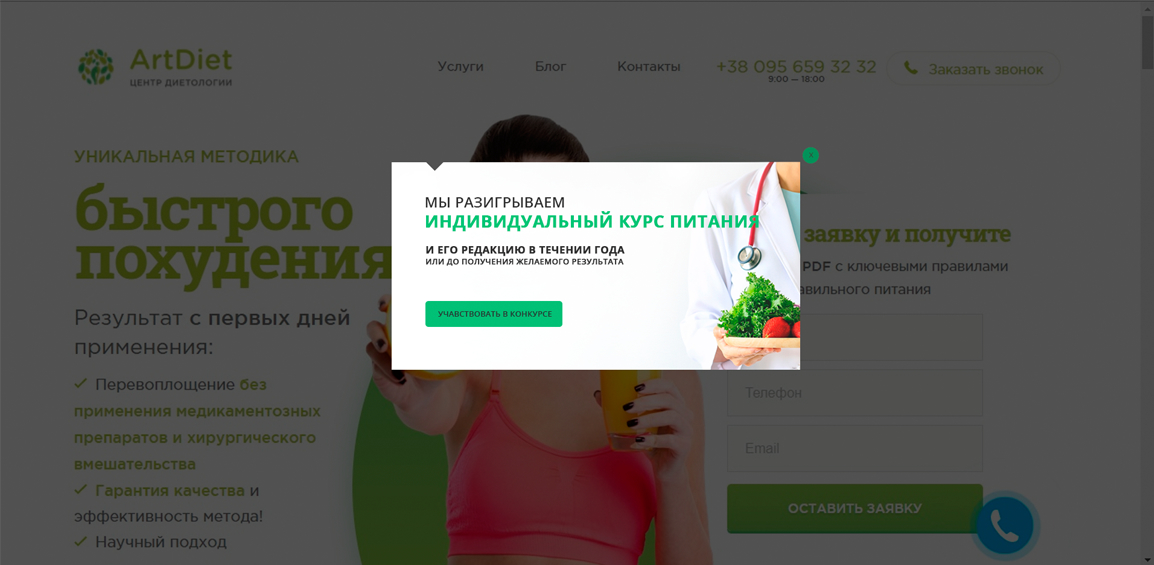 ArtDiet
ЦЕНТР ДИЕТОЛОГИИ
Услуги
Блог
Контакты
+38 095 659 32 32
9:00 — 18:00
Заказать звонок
УНИКАЛЬНАЯ МЕТОДИКА
быстрого
похудения
Результат с первых дней
применения:
Перевоплощение без
применения медикаментозных
препаратов и хирургического
вмешательства
Гарантия качества и
эффективность метода!
Научный подход
X
МЫ РАЗИГРЫВАЕМ
ИНДИВИДУАЛЬНЫЙ КУРС ПИТАНИЯ
И ЕГО РЕДАКЦИЮ В ТЕЧЕНИИ ГОДА
ИЛИ ДО ПОЛУЧЕНИЯ ЖЕЛАЕМОГО РЕЗУЛЬТАТА
УЧАВСТВОВАТЬ В КОНКУРСЕ
заявку и получите
PDF с ключевыми правилами
питания
Телефон
Email
ОСТАВИТЬ ЗАЯВКУ